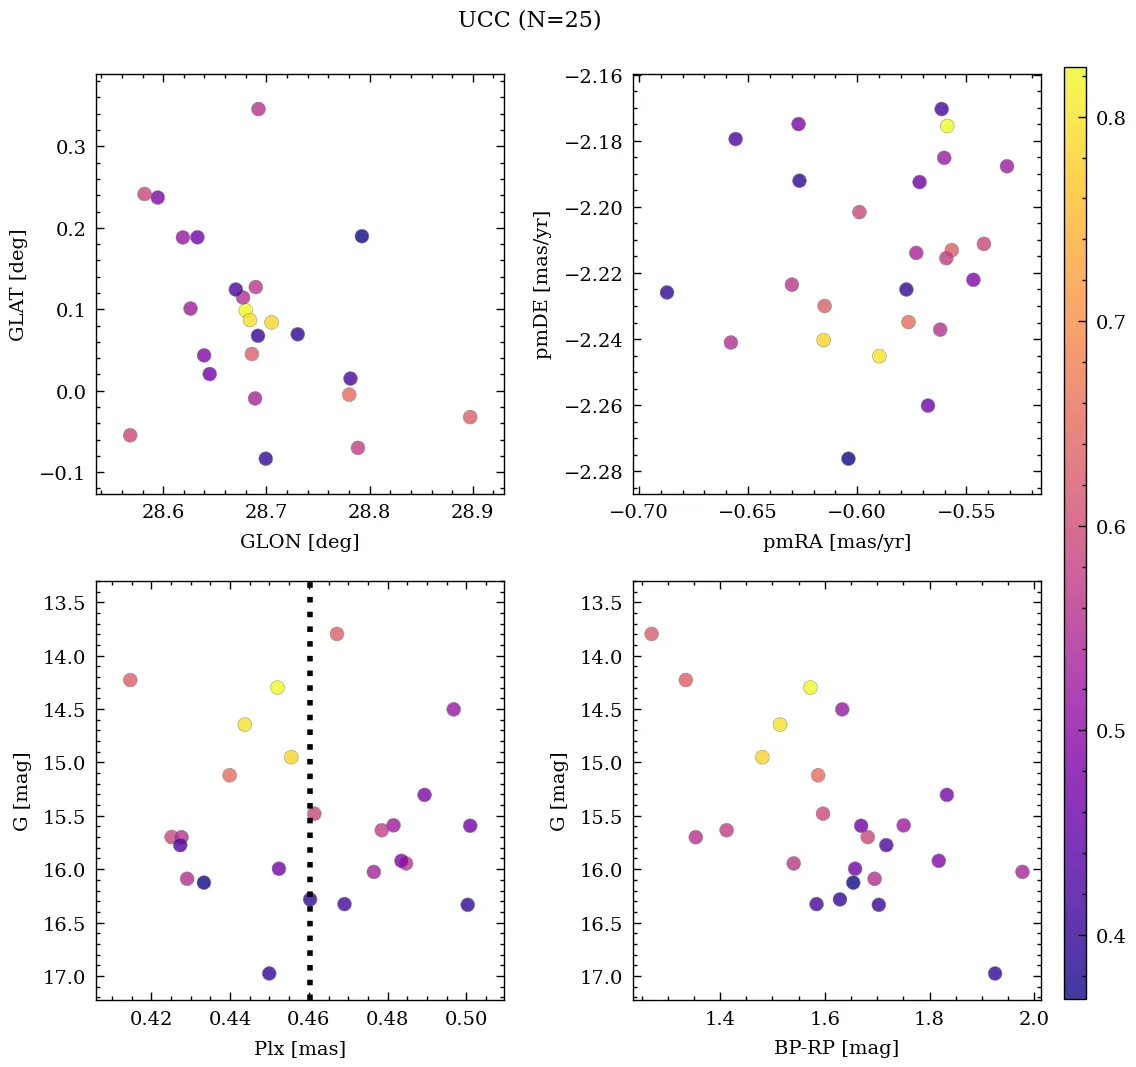 UCC (N=25)
GLAT [deg]
0.3
0.2
0.1
0.0
−0.1
28.6 28.7 28.8 28.9
GLON [deg]
pmDE [mas/yr]
−2.16
−2.18
−2.20
−2.22
−2.24
−2.26
−2.28
−0.70 −0.65 −0.60 −0.55
pmRA [mas/yr]
G [mag]
13.5
14.0
14.5
15.0
15.5
16.0
16.5
17.0
0.42 0.44 0.46 0.48 0.50
Plx [mas]
G [mag]
13.5
14.0
14.5
15.0
15.5
16.0
16.5
17.0
1.4 1.6 1.8 2.0
BP-RP [mag]
0.8
0.7
0.6
0.5
0.4